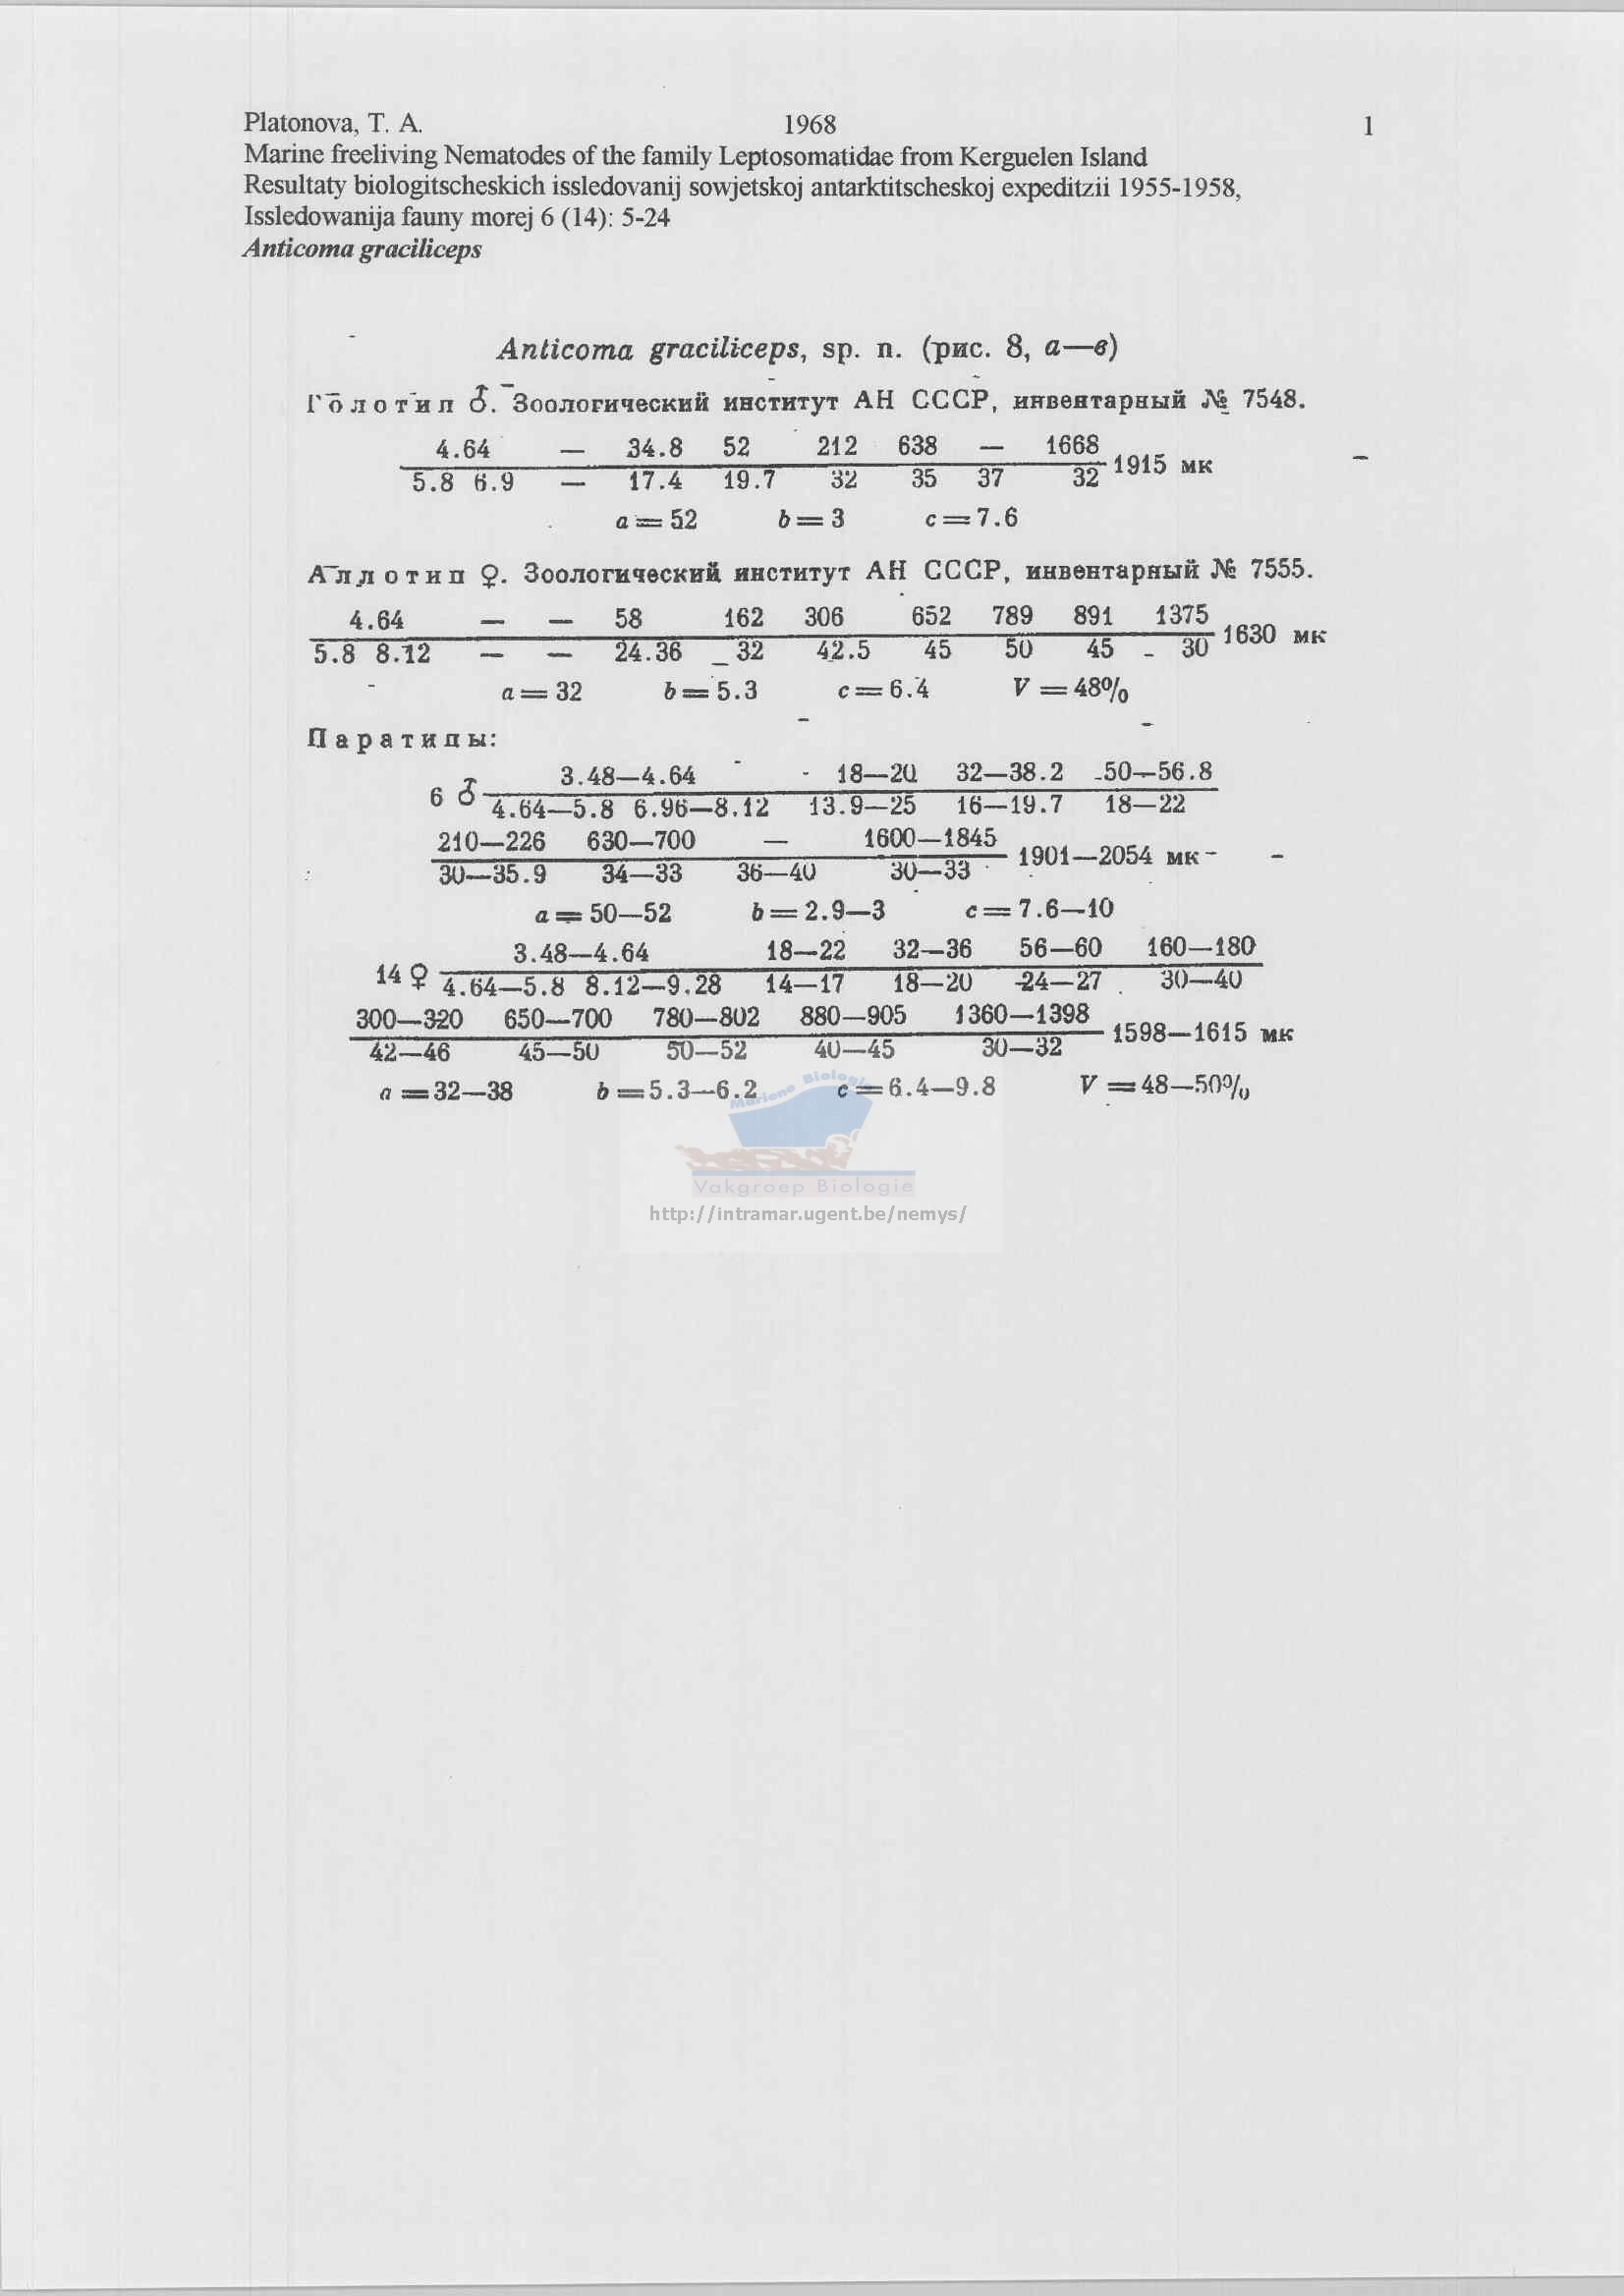 Platonova, T. A. 1968 1
Marine freeliving Nematodes of the family Leptosomatidae from Kerguelen Island
Resultaty biologitscheskich issledovanij sowjetskoj antarktitscheskoj expeditzii 1955-1958,
Issledowanija fauny morej 6 (14): 5-24
Anticoma graciliceps
Anticoma graciliceps, sp. n. (рис. 8, а—в)
Голотип ♂. Зоологический институт АН СССР, инвентарный № 7548.
4.64 — 34.8 52 212 638 — 1668
5.8 6.9 — 17.4 19.7 32 35 37 32 1915 мк
a = 52 b = 3 c = 7.6
Аллотип ♀. Зоологический институт АН СССР, инвентарный № 7555.
4.64 — — 58 162 306 652 789 891 1375
5.8 8.12 — — 24.36 32 42.5 45 50 45 30 1630 мк
a = 32 b = 5.3 c = 6.4 V = 48%
Паратипы:
3.48—4.64 18—20 32—38.2 50—56.8
6 ♂ 4.64—5.8 6.96—8.12 13.9—25 16—19.7 18—22
210—226 630—700 — 1600—1845
30—35.9 34—33 36—40 30—33 1901—2054 мк
a = 50—52 b = 2.9—3 c = 7.6—10
3.48—4.64 18—22 32—36 56—60 160—180
14 ♀ 4.64—5.8 8.12—9.28 14—17 18—20 24—27 30—40
300—320 650—700 780—802 880—905 1360—1398
42—46 45—50 50—52 40—45 30—32 1598—1615 мк
a = 32—38 b = 5.3—6.2 c = 6.4—9.8 V = 48—50%
Mariene Biologie
Vakgroep Biologie
http://intramar.ugent.be/nemys/